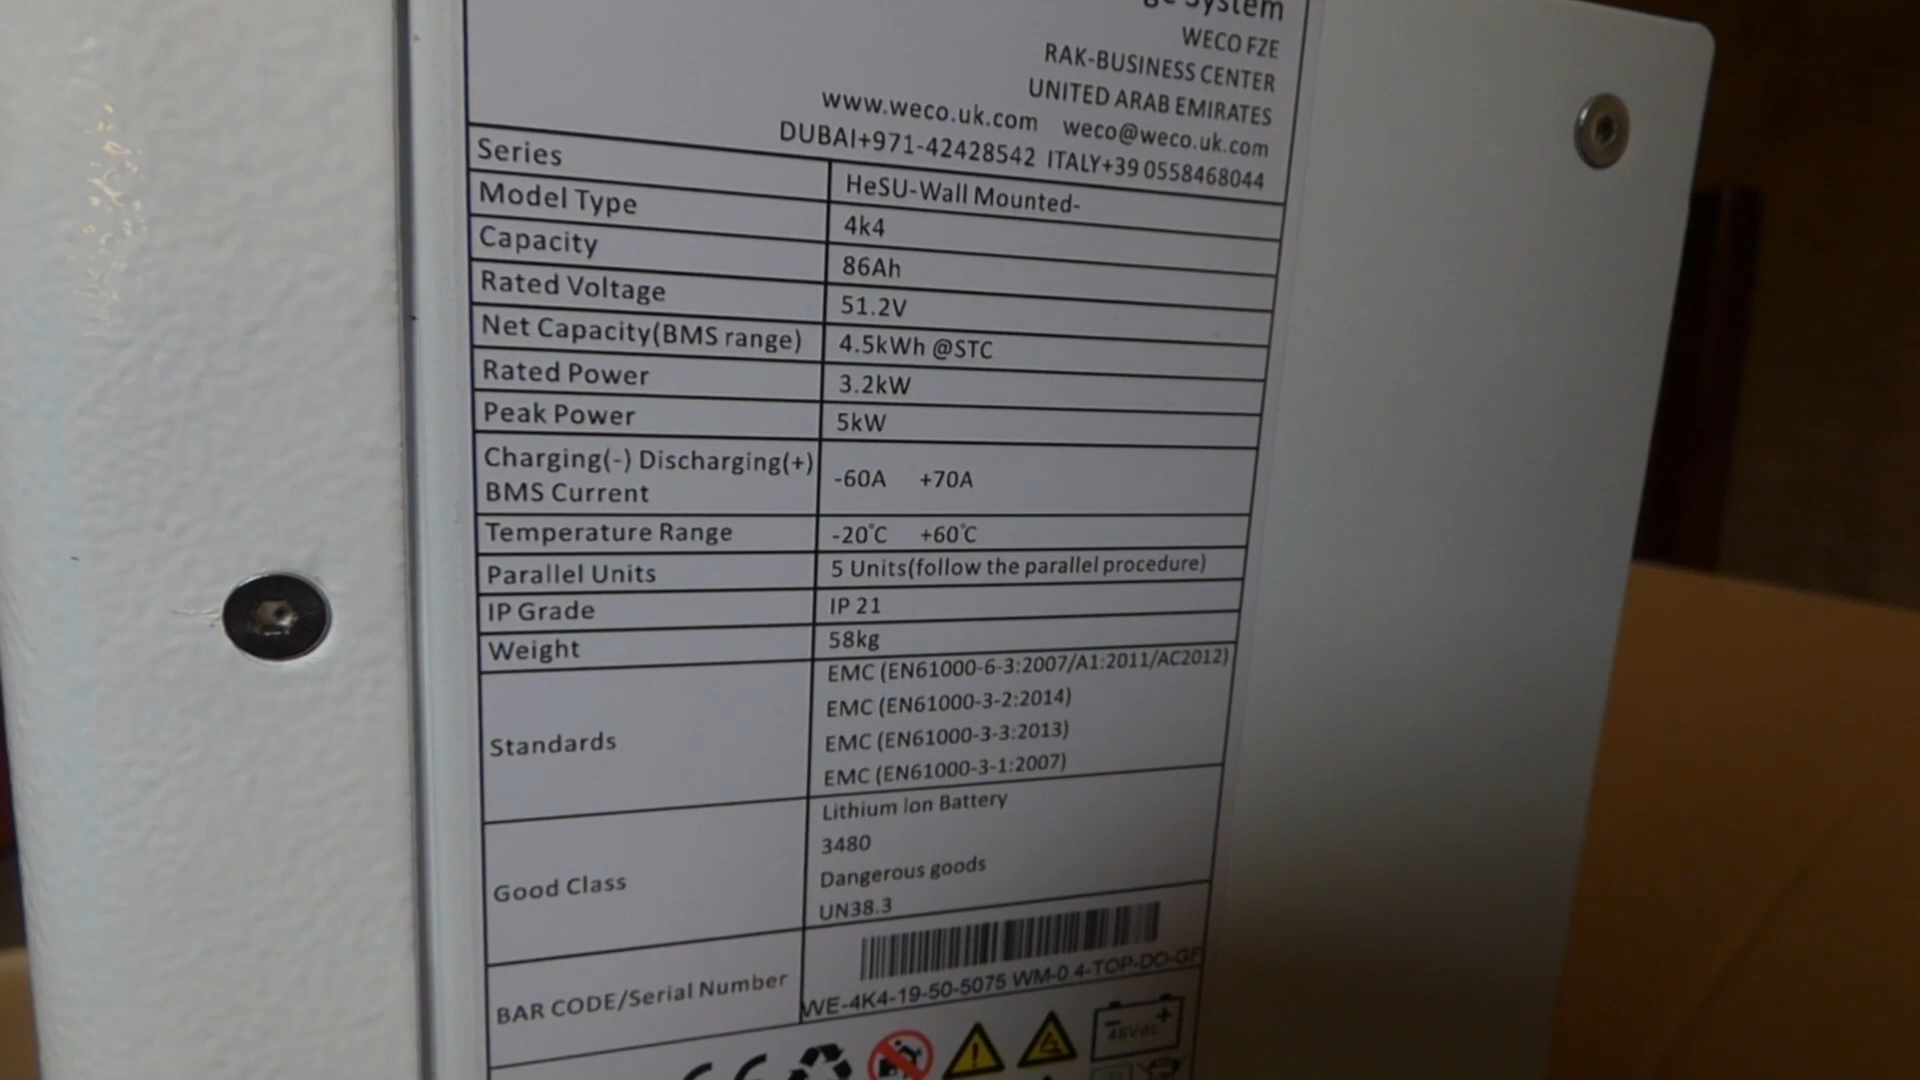 System
WECO FZE
RAK-BUSINESS CENTER
UNITED ARAB EMIRATES
www.weco.uk.com weco@weco.uk.com
DUBAI+971-42428542 ITALY+39 0558468044
Series HeSU-Wall Mounted-
Model Type 4k4
Capacity 86Ah
Rated Voltage 51.2V
Net Capacity(BMS range) 4.5kWh @STC
Rated Power 3.2kW
Peak Power 5kW
Charging(-) Discharging(+)
BMS Current -60A +70A
Temperature Range -20℃ +60℃
Parallel Units 5 Units(follow the parallel procedure)
IP Grade IP 21
Weight 58kg
Standards
EMC (EN61000-6-3:2007/A1:2011/AC2012)
EMC (EN61000-3-2:2014)
EMC (EN61000-3-3:2013)
EMC (EN61000-3-1:2007)
Good Class
Lithium Ion Battery
3480
Dangerous goods
UN38.3
BAR CODE/Serial Number
WE-4K4-19-50-5075 WM-0.4-TOP-DO-GF
48Vdc